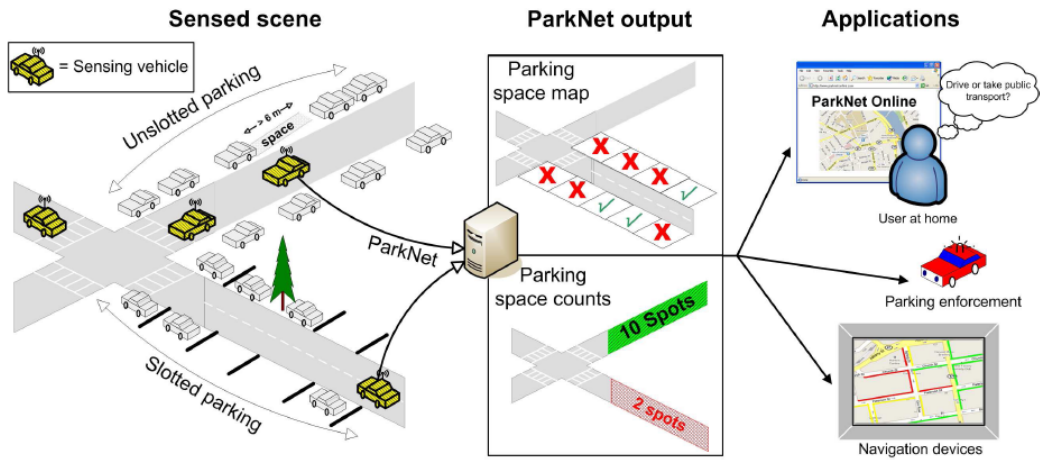 Sensed scene
= Sensing vehicle
Unslotted parking
> 6 m
space
ParkNet
Slotted parking
ParkNet output
Parking
space map
X X X ✓
X X ✓ ✓ X
Parking
space counts
10 Spots
2 spots
Applications
ParkNet Online
Drive or take public
transport?
User at home
Parking enforcement
Navigation devices